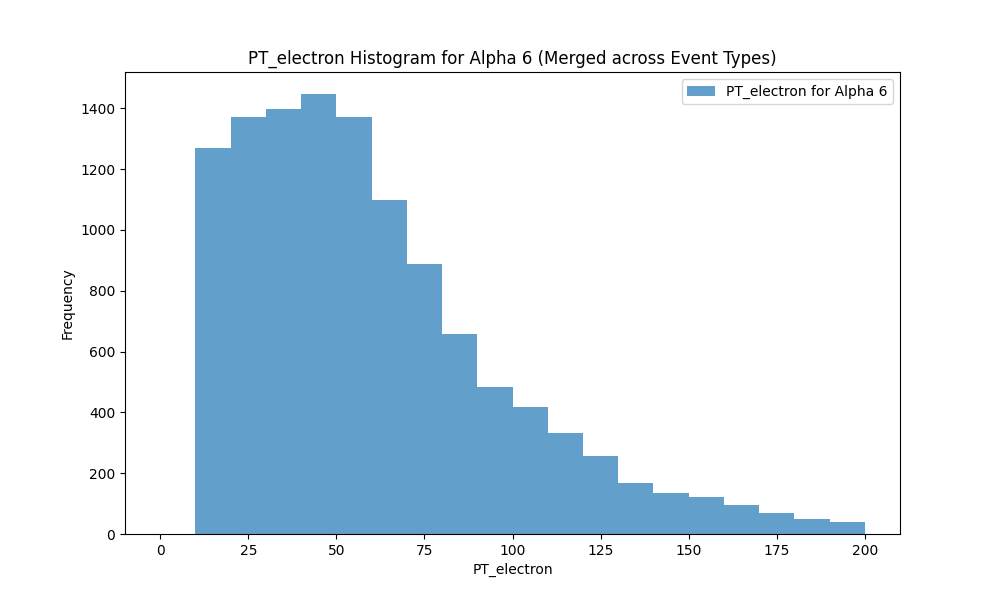 PT_electron Histogram for Alpha 6 (Merged across Event Types)
PT_electron for Alpha 6
1400
1200
1000
800
600
400
200
0
Frequency
0 25 50 75 100 125 150 175 200
PT_electron